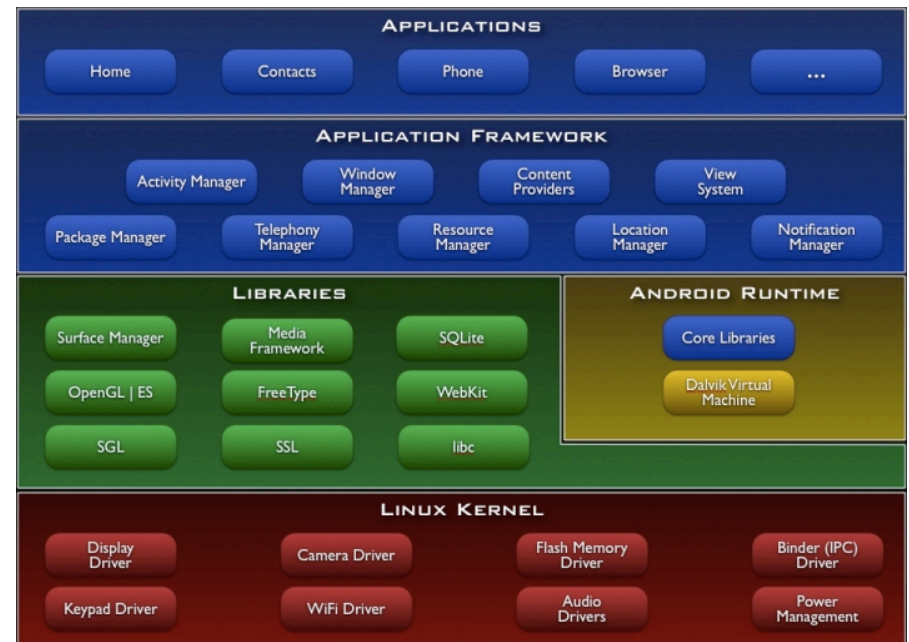 APPLICATIONS
Home
Contacts
Phone
Browser
...
APPLICATION FRAMEWORK
Activity Manager
Window
Manager
Content
Providers
View
System
Package Manager
Telephony
Manager
Resource
Manager
Location
Manager
Notification
Manager
LIBRARIES
Surface Manager
Media
Framework
SQLite
OpenGL | ES
FreeType
WebKit
SGL
SSL
libc
ANDROID RUNTIME
Core Libraries
Dalvik Virtual
Machine
LINUX KERNEL
Display
Driver
Camera Driver
Flash Memory
Driver
Binder (IPC)
Driver
Keypad Driver
WiFi Driver
Audio
Drivers
Power
Management